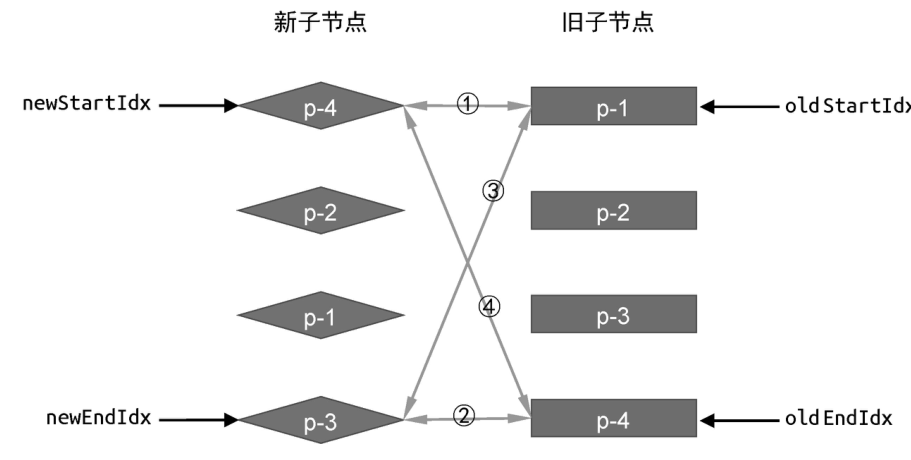 新子节点 旧子节点
newStartIdx p-4 ① p-1 oldStartIdx
③
p-2 p-2
④
p-1 p-3
newEndIdx p-3 ② p-4 oldEndIdx